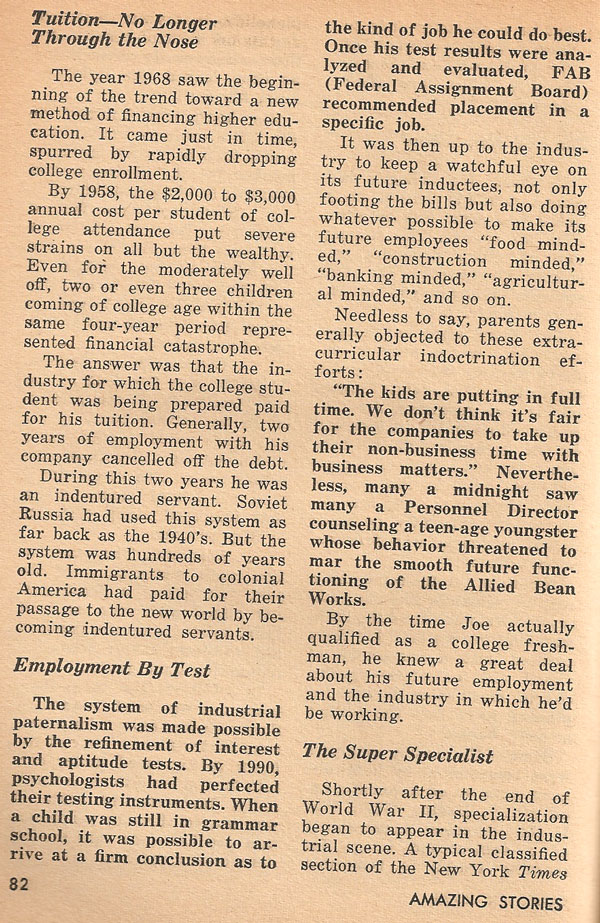 Tuition—No Longer
Through the Nose
The year 1968 saw the begin-
ning of the trend toward a new
method of financing higher edu-
cation. It came just in time,
spurred by rapidly dropping
college enrollment.
By 1958, the $2,000 to $3,000
annual cost per student of col-
lege attendance put severe
strains on all but the wealthy.
Even for the moderately well
off, two or even three children
coming of college age within the
same four-year period repre-
sented financial catastrophe.
The answer was that the in-
dustry for which the college stu-
dent was being prepared paid
for his tuition. Generally, two
years of employment with his
company cancelled off the debt.
During this two years he was
an indentured servant. Soviet
Russia had used this system as
far back as the 1940's. But the
system was hundreds of years
old. Immigrants to colonial
America had paid for their
passage to the new world by be-
coming indentured servants.
Employment By Test
The system of industrial
paternalism was made possible
by the refinement of interest
and aptitude tests. By 1990,
psychologists had perfected
their testing instruments. When
a child was still in grammar
school, it was possible to ar-
rive at a firm conclusion as to
the kind of job he could do best.
Once his test results were ana-
lyzed and evaluated, FAB
(Federal Assignment Board)
recommended placement in a
specific job.
It was then up to the indus-
try to keep a watchful eye on
its future inductees, not only
footing the bills but also doing
whatever possible to make its
future employees "food mind-
ed," "construction minded,"
"banking minded," "agricultur-
al minded," and so on.
Needless to say, parents gen-
erally objected to these extra-
curricular indoctrination ef-
forts:
"The kids are putting in full
time. We don't think it's fair
for the companies to take up
their non-business time with
business matters." Neverthe-
less, many a midnight saw
many a Personnel Director
counseling a teen-age youngster
whose behavior threatened to
mar the smooth future func-
tioning of the Allied Bean
Works.
By the time Joe actually
qualified as a college fresh-
man, he knew a great deal
about his future employment
and the industry in which he'd
be working.
The Super Specialist
Shortly after the end of
World War II, specialization
began to appear in the indus-
trial scene. A typical classified
section of the New York Times
82
AMAZING STORIES